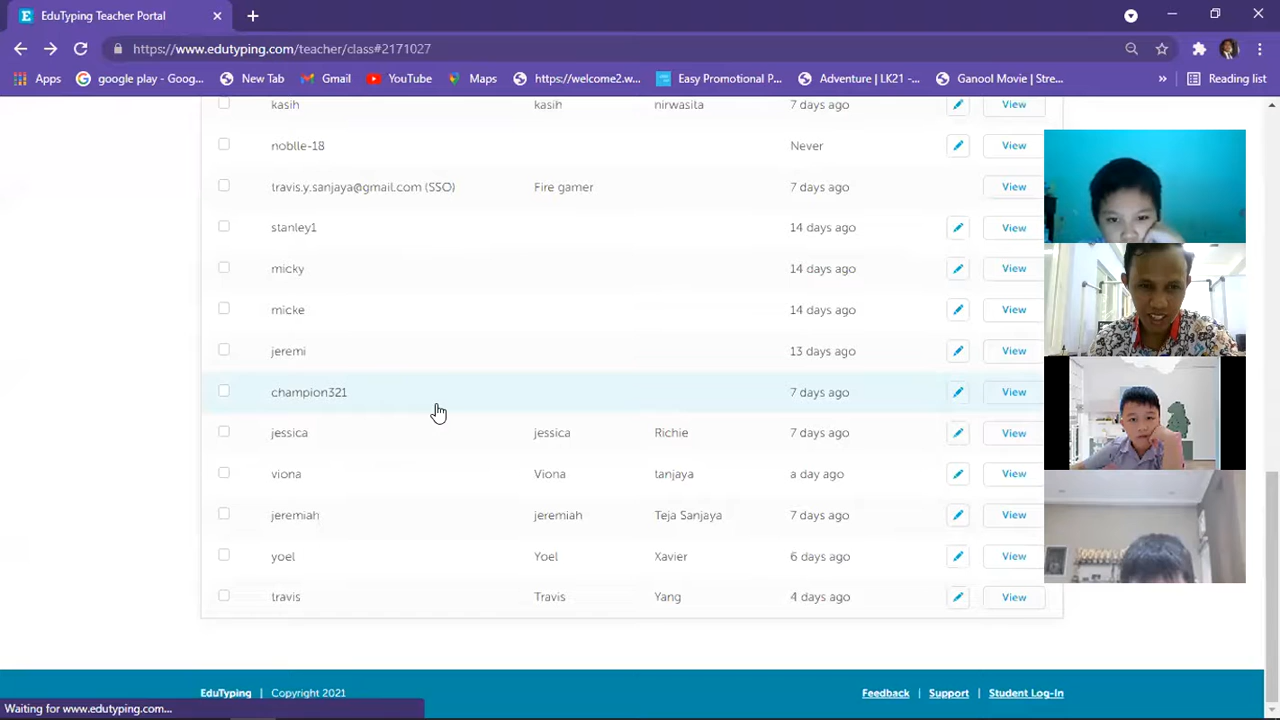 EduTyping Teacher Portal
https://www.edutyping.com/teacher/class#2171027
Apps google play - Goog... New Tab Gmail YouTube Maps https://welcome2.w... Easy Promotional P... Adventure | LK21 -... Ganool Movie | Stre... » Reading list
kasih kasih nirwasita 7 days ago View
noblle-18 Never View
travis.y.sanjaya@gmail.com (SSO) Fire gamer 7 days ago View
stanley1 14 days ago View
micky 14 days ago View
micke 14 days ago View
jeremi 13 days ago View
champion321 7 days ago View
jessica jessica Richie 7 days ago View
viona Viona tanjaya a day ago View
jeremiah jeremiah Teja Sanjaya 7 days ago View
yoel Yoel Xavier 6 days ago View
travis Travis Yang 4 days ago View
EduTyping | Copyright 2021 Feedback | Support | Student Log-In
Waiting for www.edutyping.com...